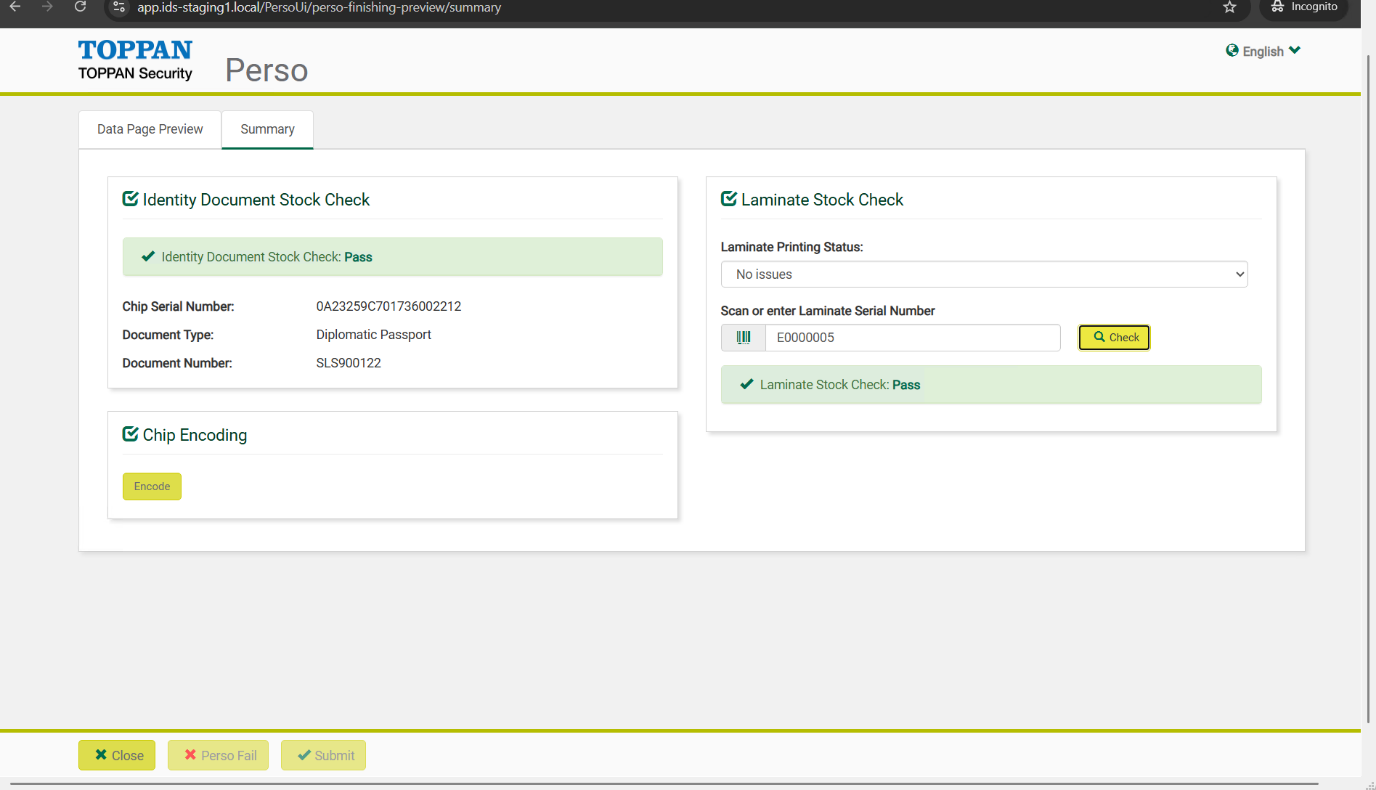 app.ids-staging1.local/PersoUi/perso-finishing-preview/summary
Incognito
TOPPAN
TOPPAN Security
Perso
English
Data Page Preview
Summary
Identity Document Stock Check
Identity Document Stock Check: Pass
Chip Serial Number: 0A23259C701736002212
Document Type: Diplomatic Passport
Document Number: SLS900122
Chip Encoding
Encode
Laminate Stock Check
Laminate Printing Status:
No issues
Scan or enter Laminate Serial Number
E0000005
Check
Laminate Stock Check: Pass
Close
Perso Fail
Submit